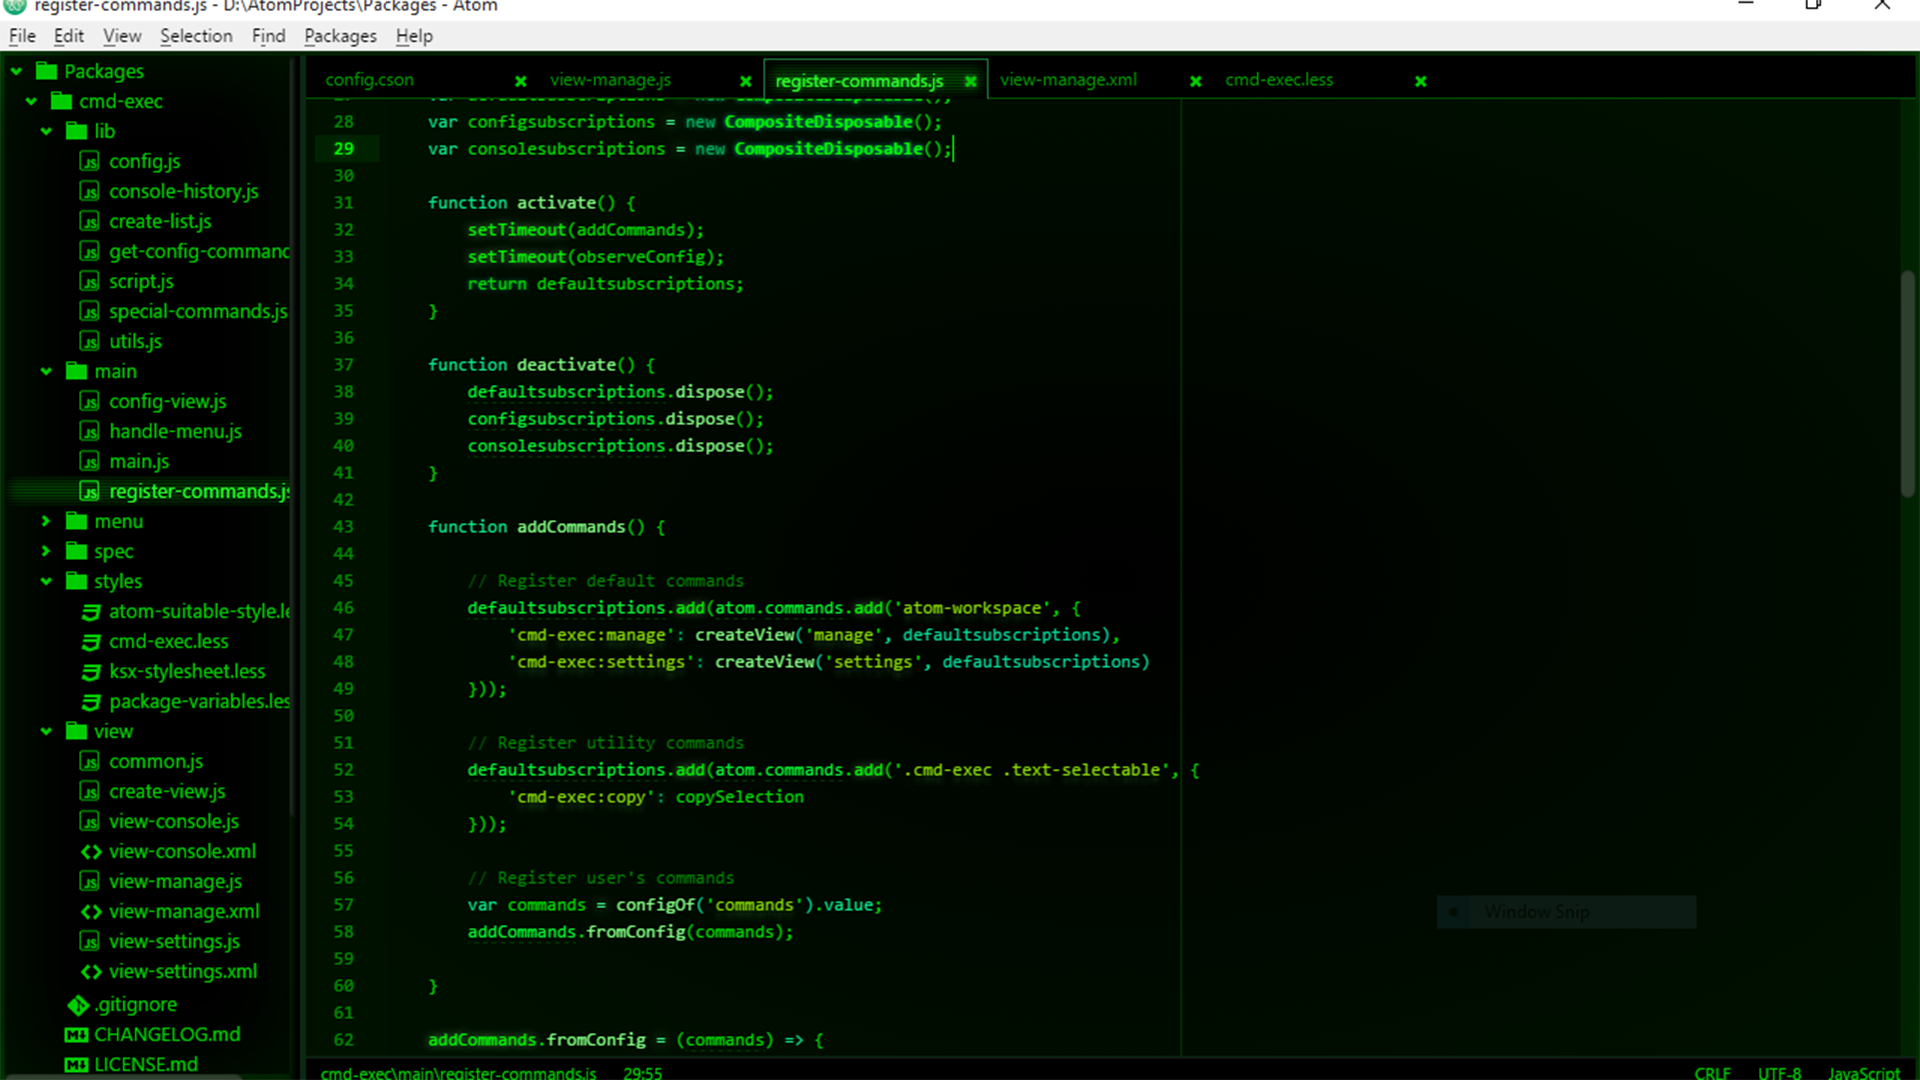 register-commands.js - D:\AtomProjects\Packages - Atom
File Edit View Selection Find Packages Help
Packages
cmd-exec
lib
config.js
console-history.js
create-list.js
get-config-command
script.js
special-commands.js
utils.js
main
config-view.js
handle-menu.js
main.js
register-commands.js
menu
spec
styles
atom-suitable-style.le
cmd-exec.less
ksx-stylesheet.less
package-variables.les
view
common.js
create-view.js
view-console.js
view-console.xml
view-manage.js
view-manage.xml
view-settings.js
view-settings.xml
.gitignore
CHANGELOG.md
LICENSE.md
config.cson view-manage.js register-commands.js view-manage.xml cmd-exec.less
27 var defaultsubscriptions = new CompositeDisposable();
28 var configsubscriptions = new CompositeDisposable();
29 var consolesubscriptions = new CompositeDisposable();
30
31 function activate() {
32 setTimeout(addCommands);
33 setTimeout(observeConfig);
34 return defaultsubscriptions;
35 }
36
37 function deactivate() {
38 defaultsubscriptions.dispose();
39 configsubscriptions.dispose();
40 consolesubscriptions.dispose();
41 }
42
43 function addCommands() {
44
45 // Register default commands
46 defaultsubscriptions.add(atom.commands.add('atom-workspace', {
47 'cmd-exec:manage': createView('manage', defaultsubscriptions),
48 'cmd-exec:settings': createView('settings', defaultsubscriptions)
49 }));
50
51 // Register utility commands
52 defaultsubscriptions.add(atom.commands.add('.cmd-exec .text-selectable', {
53 'cmd-exec:copy': copySelection
54 }));
55
56 // Register user's commands
57 var commands = configOf('commands').value;
58 addCommands.fromConfig(commands);
59
60 }
61
62 addCommands.fromConfig = (commands) => {
Window Snip
cmd-exec\main\register-commands.js 29:55 CRLF UTF-8 JavaScript